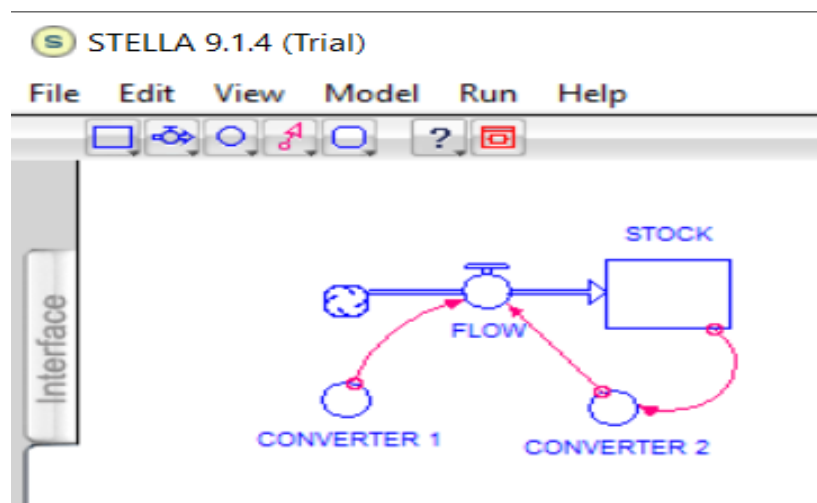 S STELLA 9.1.4 (Trial)
File Edit View Model Run Help
?
Interface
STOCK
FLOW
CONVERTER 1
CONVERTER 2